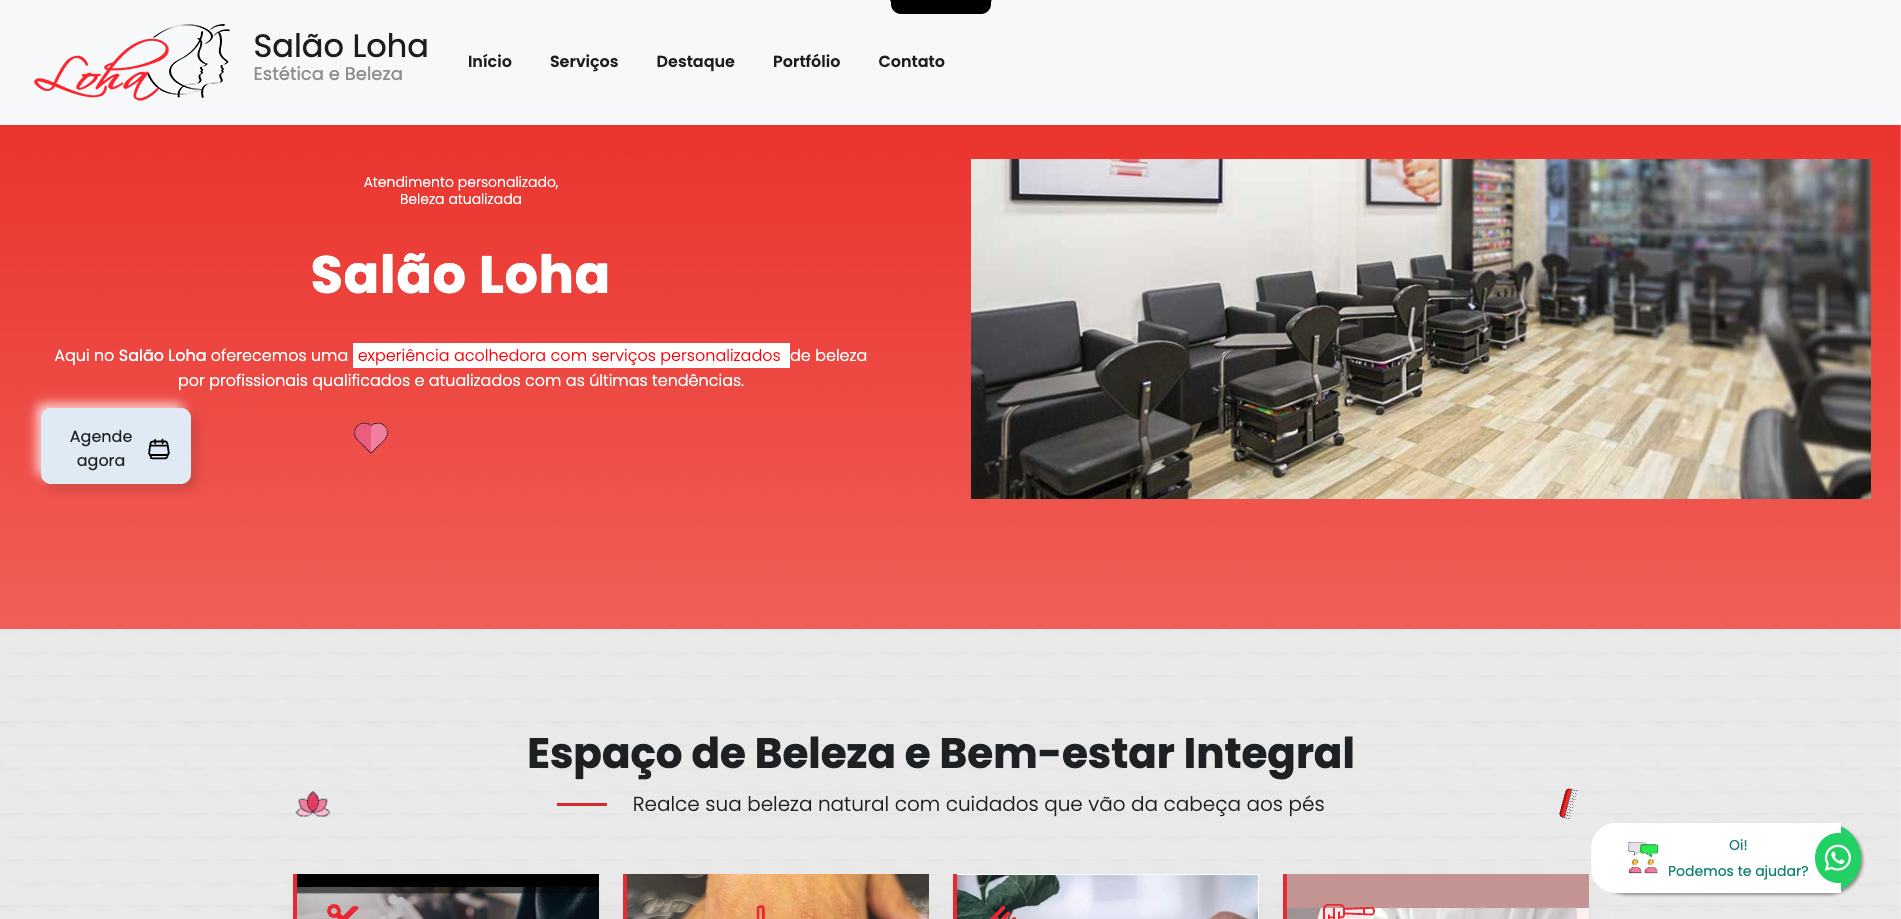 Loha
Salão Loha
Estética e Beleza
Início
Serviços
Destaque
Portfólio
Contato
Atendimento personalizado,
Beleza atualizada
Salão Loha
Aqui no Salão Loha oferecemos uma experiência acolhedora com serviços personalizados de beleza
por profissionais qualificados e atualizados com as últimas tendências.
Agende
agora
Espaço de Beleza e Bem-estar Integral
Realce sua beleza natural com cuidados que vão da cabeça aos pés
Oi!
Podemos te ajudar?